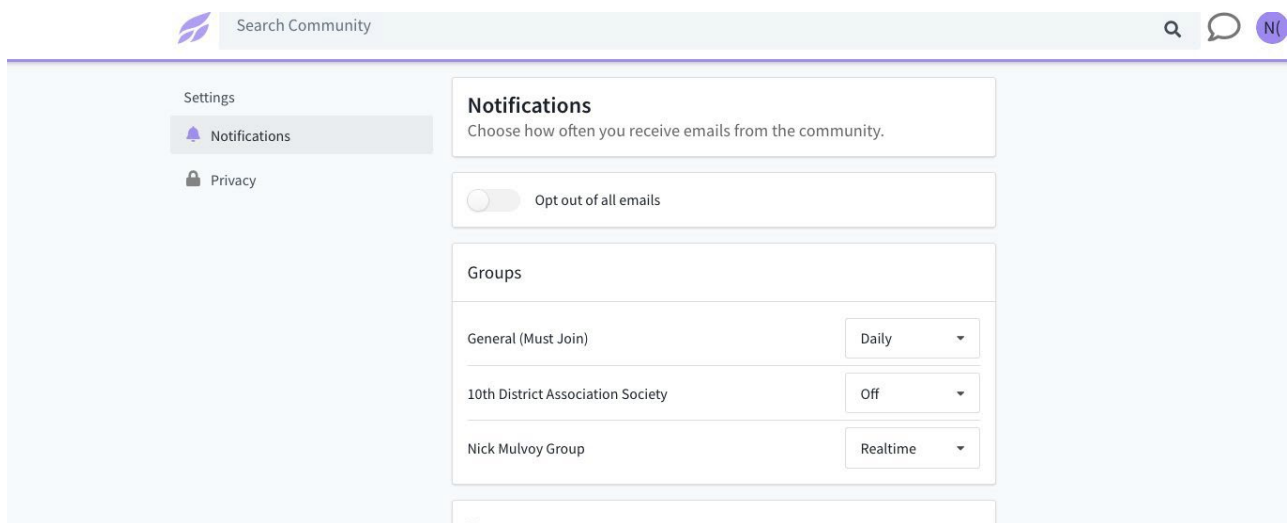 Search Community
N(
Settings
Notifications
Privacy
Notifications
Choose how often you receive emails from the community.
Opt out of all emails
Groups
General (Must Join)
Daily
10th District Association Society
Off
Nick Mulvoy Group
Realtime